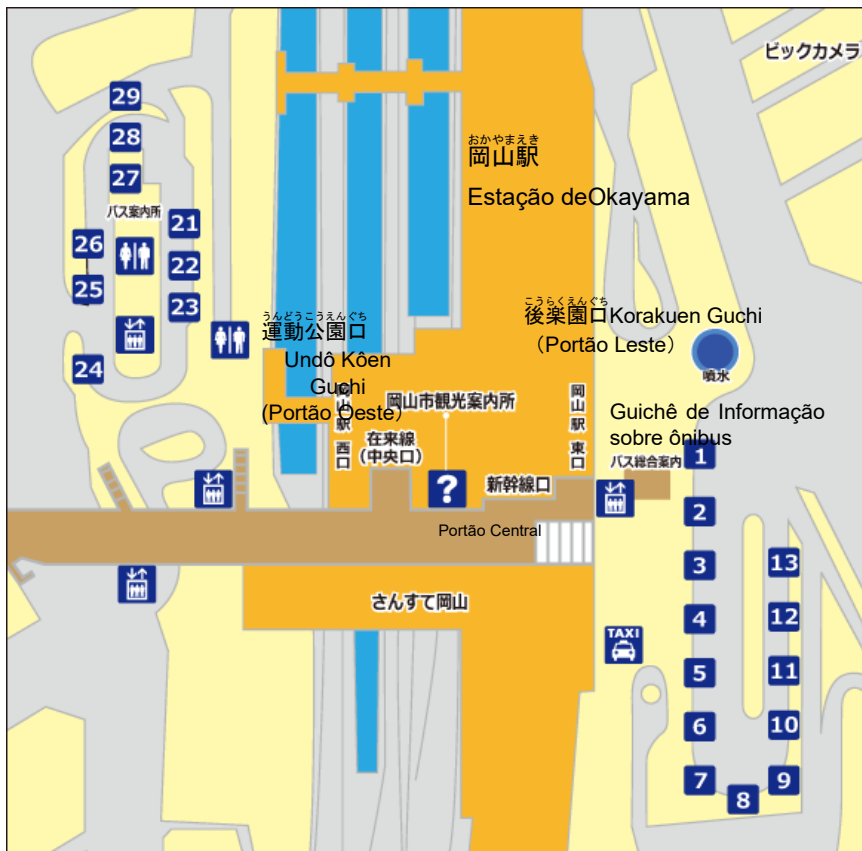 ビックカメラ
29
28
27
バス案内所
26
25
24
21
22
23
おかやまえき
岡山駅
Estação deOkayama
うんどうこうえんぐち
運動公園口
Undô Kôen
Guchi
(Portão Oeste）
岡山駅 西口
在来線
（中央口）
岡山市観光案内所
?
新幹線口
Portão Central
岡山駅 東口
こうらくえんぐち
後楽園口Korakuen Guchi
（Portão Leste）
噴水
Guichê de Informação
sobre ônibus
バス総合案内
さんすて岡山
TAXI
1
2
3
4
5
6
7
8
9
10
11
12
13